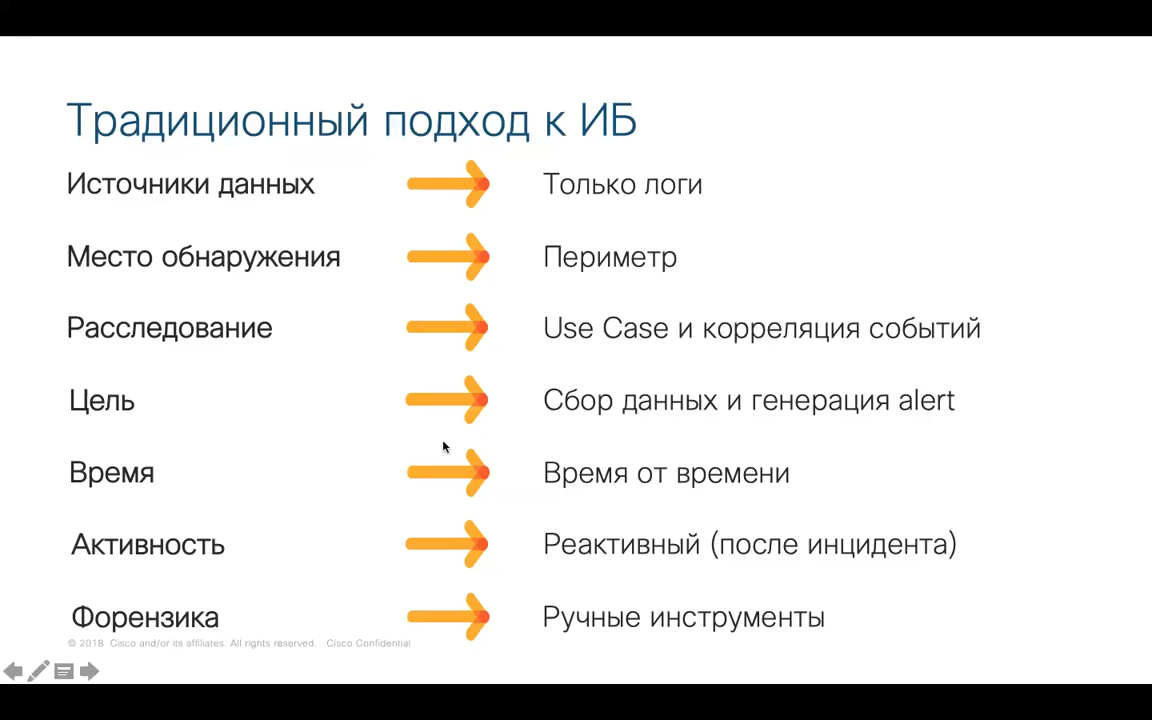 Традиционный подход к ИБ
Источники данных Только логи
Место обнаружения Периметр
Расследование Use Case и корреляция событий
Цель Сбор данных и генерация alert
Время Время от времени
Активность Реактивный (после инцидента)
Форензика Ручные инструменты
© 2018 Cisco and/or its affiliates. All rights reserved. Cisco Confidential